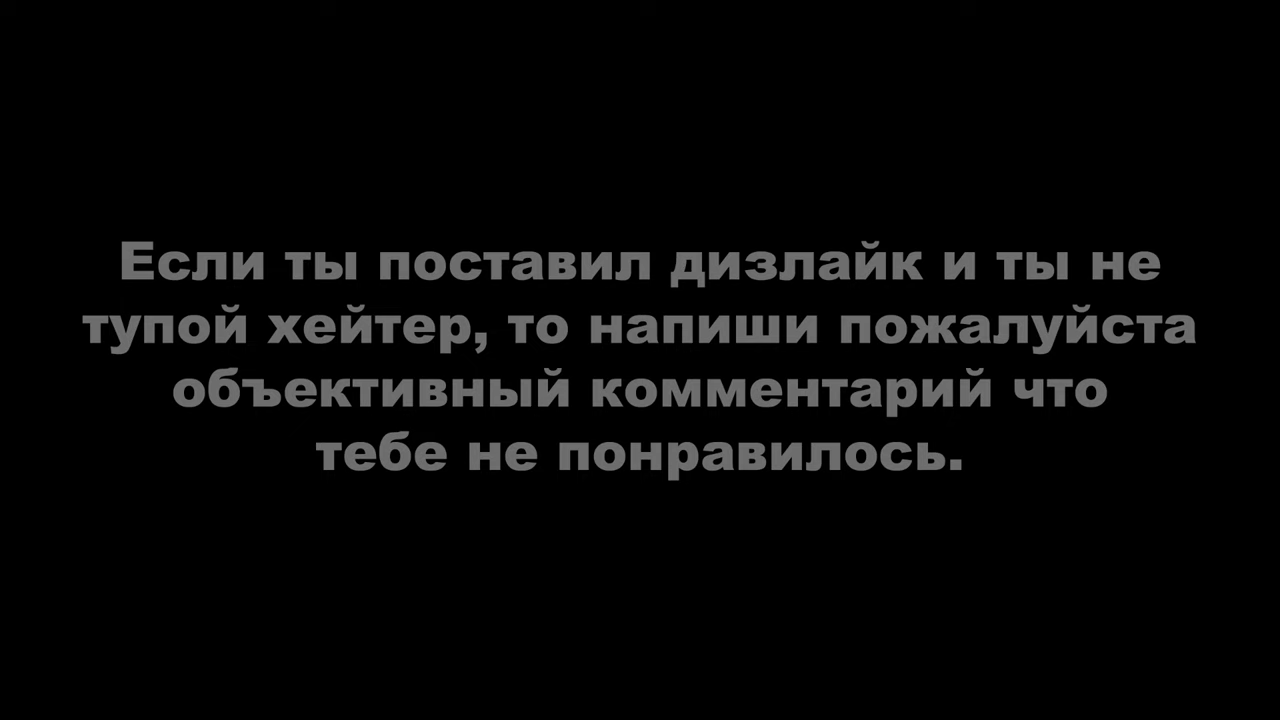 Если ты поставил дизлайк и ты не
тупой хейтер, то напиши пожалуйста
объективный комментарий что
тебе не понравилось.